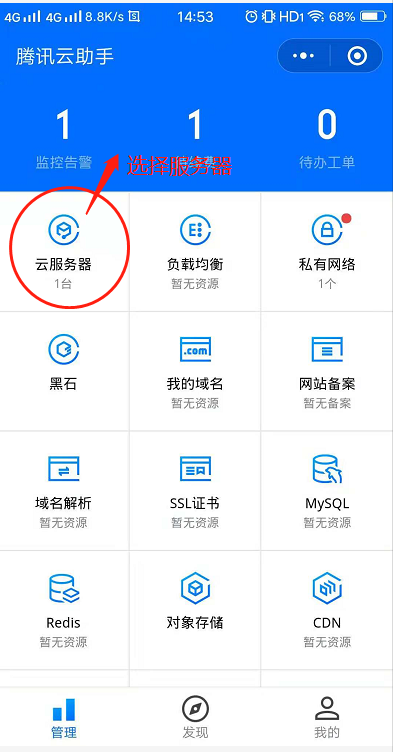 4G 4G 8.8K/s 14:53 HD1 68%
腾讯云助手
1 1 0
监控告警 待续费 待办工单
选择服务器
云服务器 负载均衡 私有网络
1台 暂无资源 1个
黑石 我的域名 网站备案
暂无资源 暂无备案
域名解析 SSL证书 MySQL
暂无资源 暂无资源 暂无资源
Redis 对象存储 CDN
暂无资源 暂无资源
管理 发现 我的